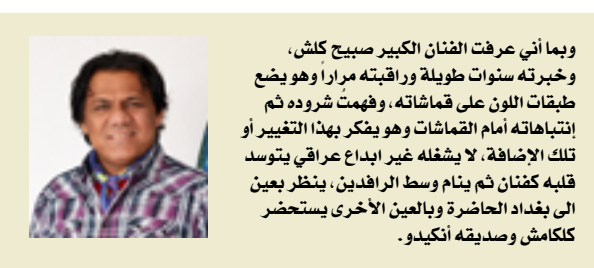 وبما أني عرفت الفنان الكبير صبيح كلش،
وخبرته سنوات طويلة وراقبته مراراً وهو يضع
طبقات اللون على قماشاته، وفهمتُ شروده ثم
إنتباهاته أمام القماشات وهو يفكر بهذا التغيير أو
تلك الإضافة، لا يشغله غير ابداع عراقي يتوسد
قلبه كفنان ثم ينام وسط الرافدين، ينظر بعين
الى بغداد الحاضرة وبالعين الأخرى يستحضر
كلكامش وصديقه أنكيدو.